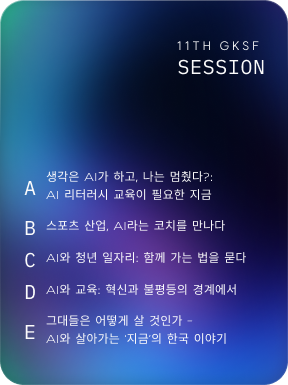 11TH GKSF
SESSION
A
생각은 AI가 하고, 나는 멈췄다?:
AI 리터러시 교육이 필요한 지금
B
스포츠 산업, AI라는 코치를 만나다
C
AI와 청년 일자리: 함께 가는 법을 묻다
D
AI와 교육: 혁신과 불평등의 경계에서
E
그대들은 어떻게 살 것인가 -
AI와 살아가는 '지금'의 한국 이야기